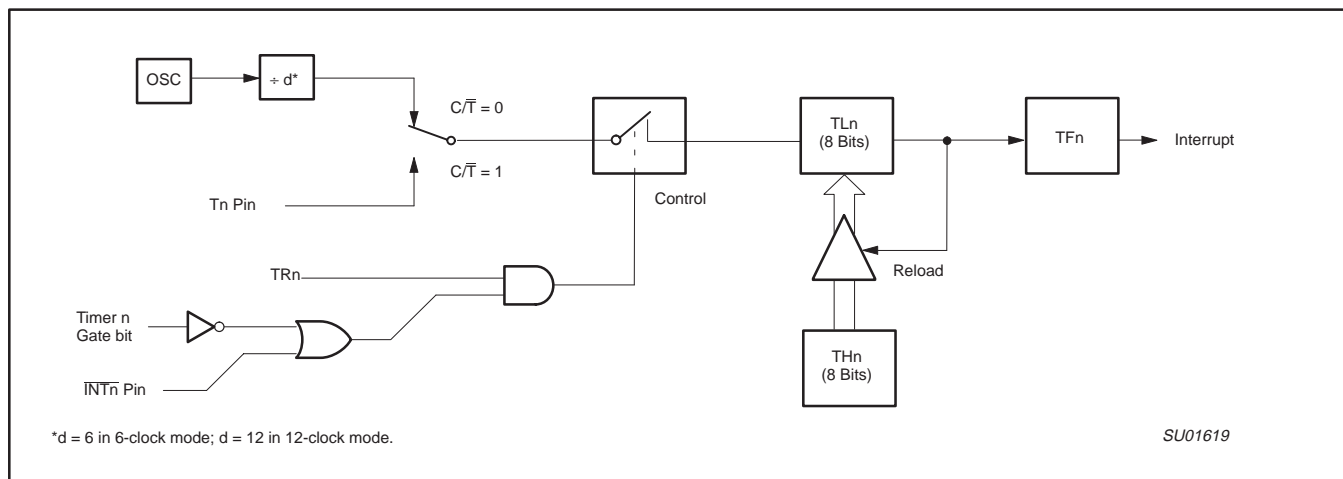 OSC
÷ d*
C/T̅ = 0
C/T̅ = 1
Tn Pin
Control
TLn
(8 Bits)
TFn
Interrupt
Reload
TRn
Timer n
Gate bit
I̅N̅T̅n̅ Pin
THn
(8 Bits)
*d = 6 in 6-clock mode; d = 12 in 12-clock mode.
SU01619